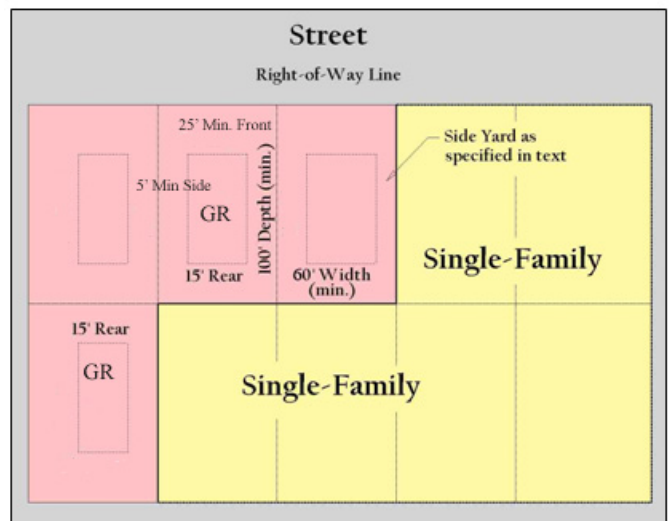 Street
Right-of-Way Line
25' Min. Front
Side Yard as
specified in text
5' Min Side
GR
100' Depth (min.)
Single-Family
15' Rear
60' Width
(min.)
15' Rear
GR
Single-Family